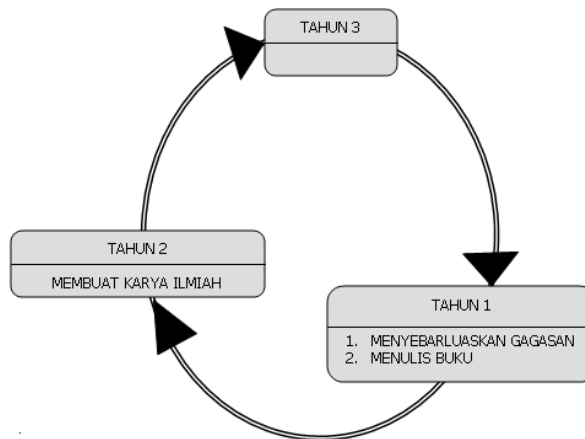 TAHUN 3
TAHUN 2
MEMBUAT KARYA ILMIAH
TAHUN 1
1. MENYEBARLUASKAN GAGASAN
2. MENULIS BUKU